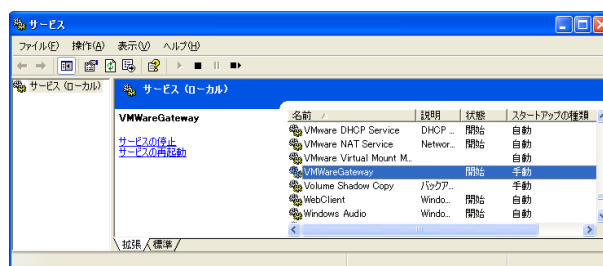 サービス
ファイル(F) 操作(A) 表示(V) ヘルプ(H)
サービス (ローカル)
サービス (ローカル)
VMWareGateway
サービスの停止
サービスの再起動
名前 説明 状態 スタートアップの種類
VMware DHCP Service DHCP ... 開始 自動
VMware NAT Service Networ... 開始 自動
VMware Virtual Mount M... 自動
VMWareGateway 開始 手動
Volume Shadow Copy バックア... 手動
WebClient Windo... 開始 自動
Windows Audio Windo... 開始 自動
拡張 標準